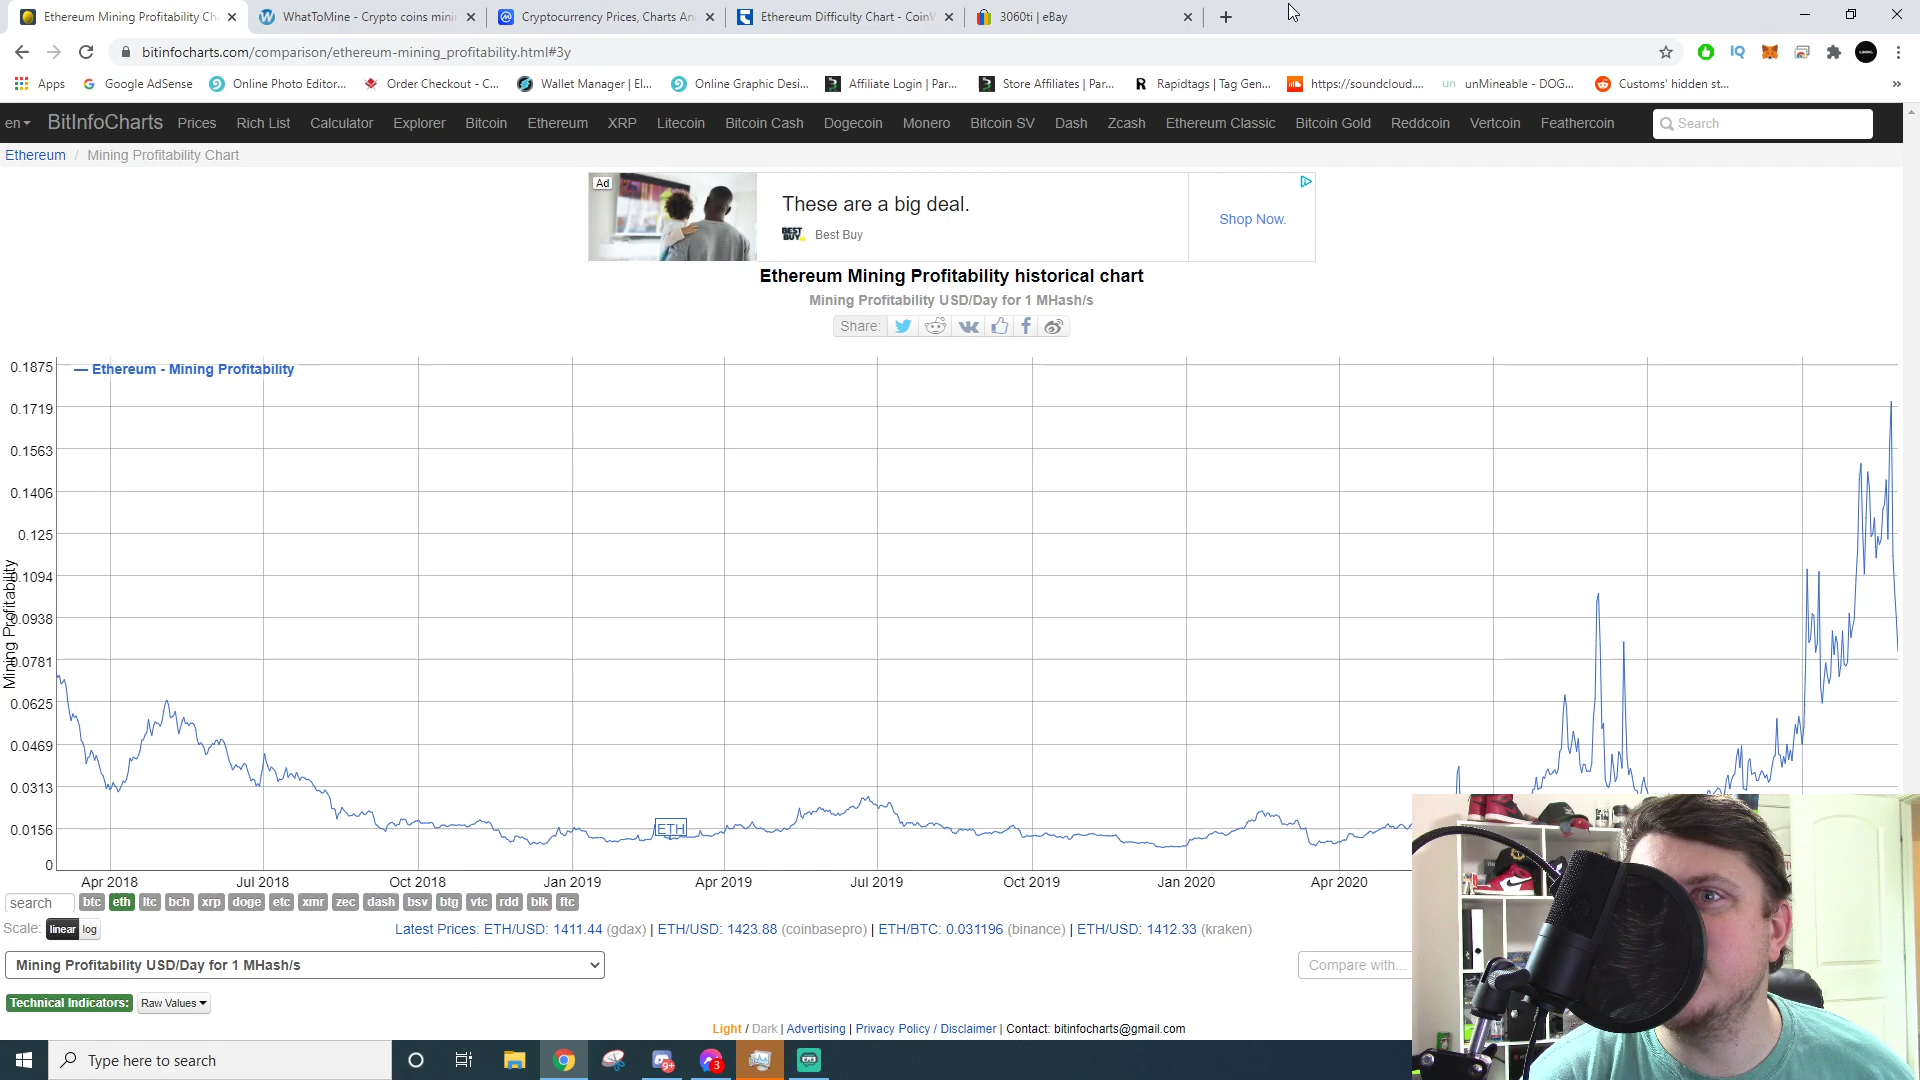 Ethereum Mining Profitability Ch
WhatToMine - Crypto coins minin
Cryptocurrency Prices, Charts An
Ethereum Difficulty Chart - CoinW
3060ti | eBay
bitinfocharts.com/comparison/ethereum-mining_profitability.html#3y
Apps
Google AdSense
Online Photo Editor...
Order Checkout - C...
Wallet Manager | El...
Online Graphic Desi...
Affiliate Login | Par...
Store Affiliates | Par...
Rapidtags | Tag Gen...
https://soundcloud....
unMineable - DOG...
Customs' hidden st...
en
BitInfoCharts
Prices
Rich List
Calculator
Explorer
Bitcoin
Ethereum
XRP
Litecoin
Bitcoin Cash
Dogecoin
Monero
Bitcoin SV
Dash
Zcash
Ethereum Classic
Bitcoin Gold
Reddcoin
Vertcoin
Feathercoin
Search
Ethereum / Mining Profitability Chart
Ad
These are a big deal.
BEST BUY
Best Buy
Shop Now.
Ethereum Mining Profitability historical chart
Mining Profitability USD/Day for 1 MHash/s
Share:
Ethereum - Mining Profitability
0.1875
0.1719
0.1563
0.1406
0.125
0.1094
0.0938
0.0781
0.0625
0.0469
0.0313
0.0156
0
Mining Profitability
ETH
Apr 2018
Jul 2018
Oct 2018
Jan 2019
Apr 2019
Jul 2019
Oct 2019
Jan 2020
Apr 2020
search
btc eth ltc bch xrp doge etc xmr zec dash bsv btg vtc rdd blk ftc
Scale: linear log
Latest Prices: ETH/USD: 1411.44 (gdax) | ETH/USD: 1423.88 (coinbasepro) | ETH/BTC: 0.031196 (binance) | ETH/USD: 1412.33 (kraken)
Mining Profitability USD/Day for 1 MHash/s
Compare with...
Technical Indicators: Raw Values
Light / Dark | Advertising | Privacy Policy / Disclaimer | Contact: bitinfocharts@gmail.com
Type here to search
9+
3